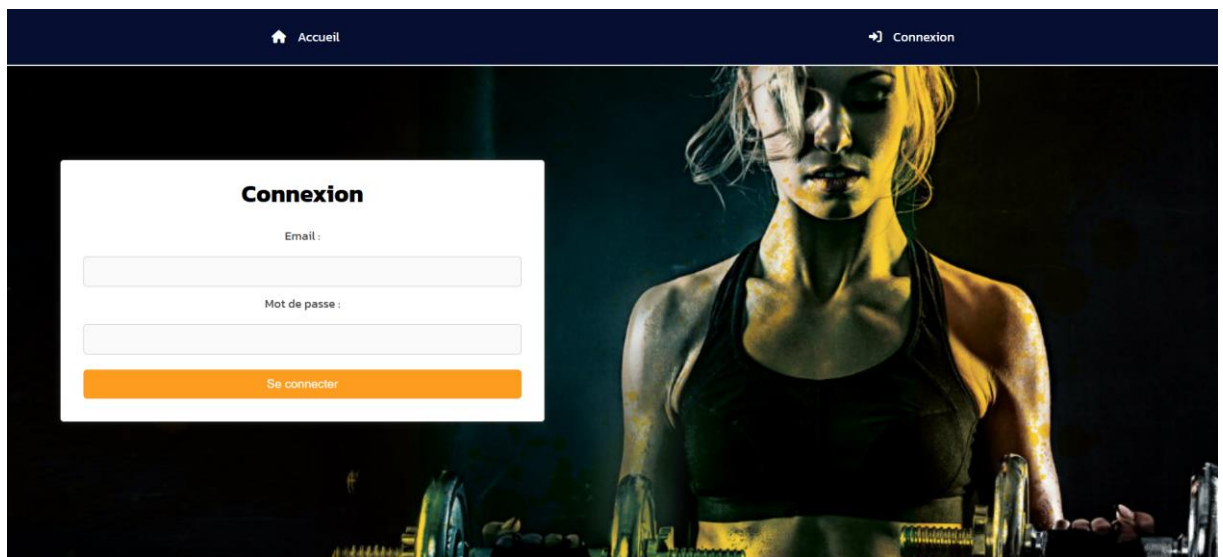 Accueil
Connexion
Connexion
Email :
Mot de passe :
Se connecter